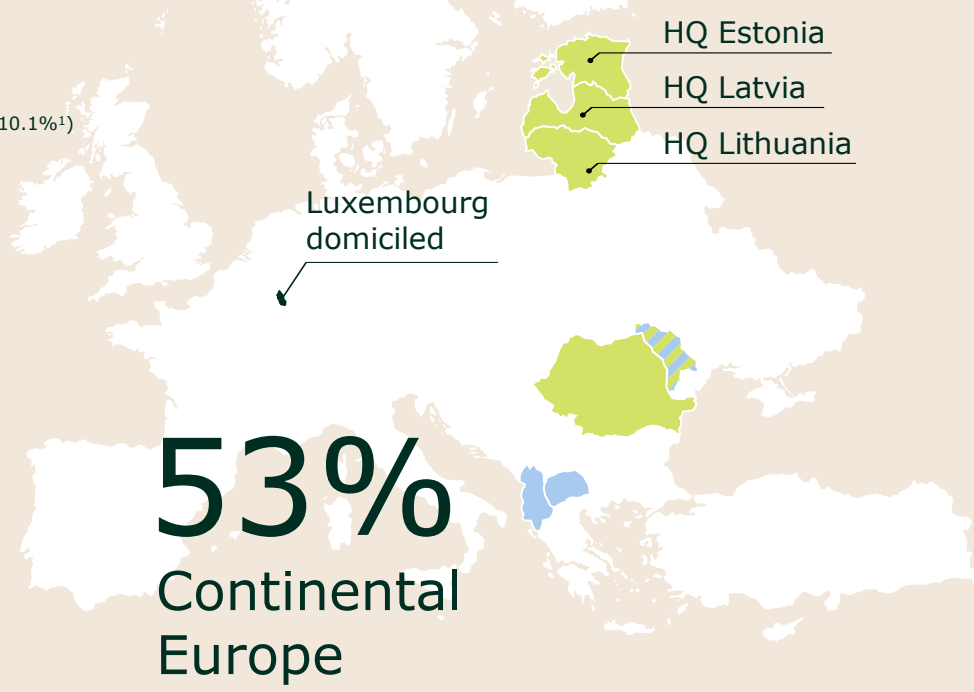 HQ Estonia
HQ Latvia
10.1%¹)
HQ Lithuania
Luxembourg
domiciled
53%
Continental
Europe